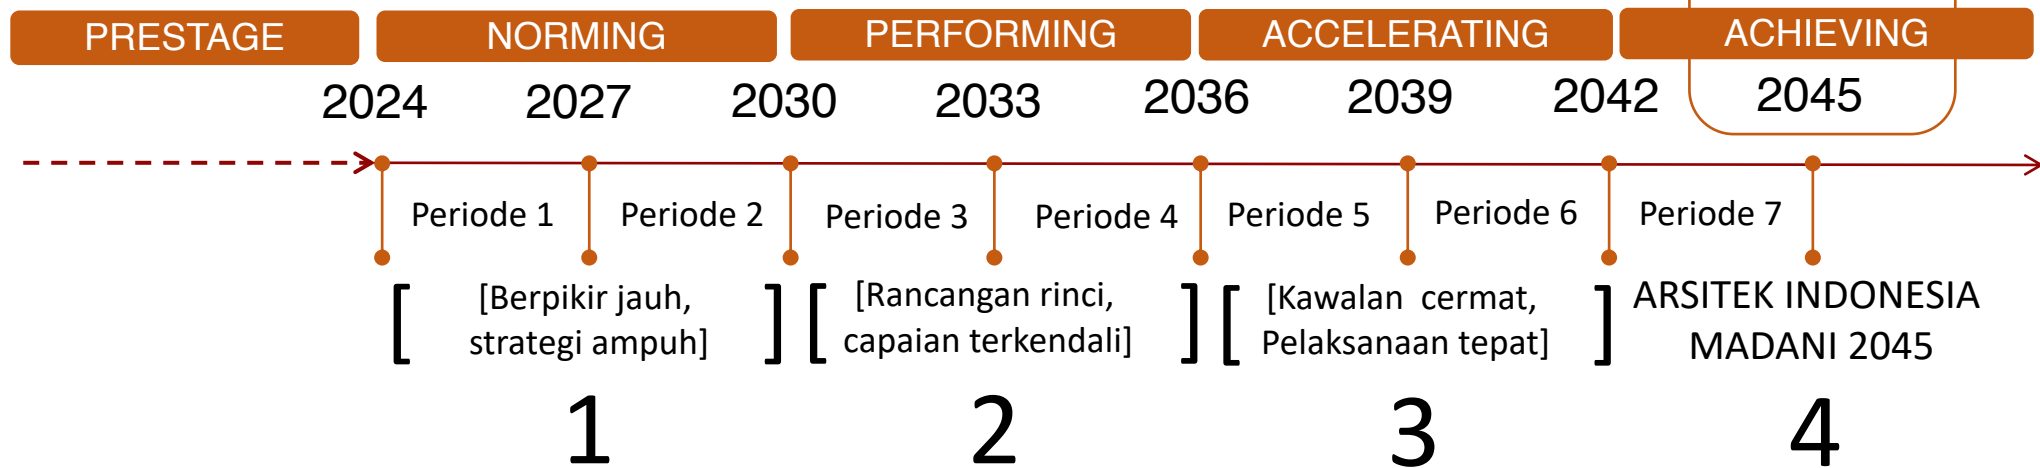 PRESTAGE NORMING PERFORMING ACCELERATING ACHIEVING
2024 2027 2030 2033 2036 2039 2042 2045
Periode 1 Periode 2 Periode 3 Periode 4 Periode 5 Periode 6 Periode 7
[ [Berpikir jauh,
strategi ampuh] ]
[ [Rancangan rinci,
capaian terkendali] ]
[ [Kawalan cermat,
Pelaksanaan tepat] ]
ARSITEK INDONESIA
MADANI 2045
1 2 3 4